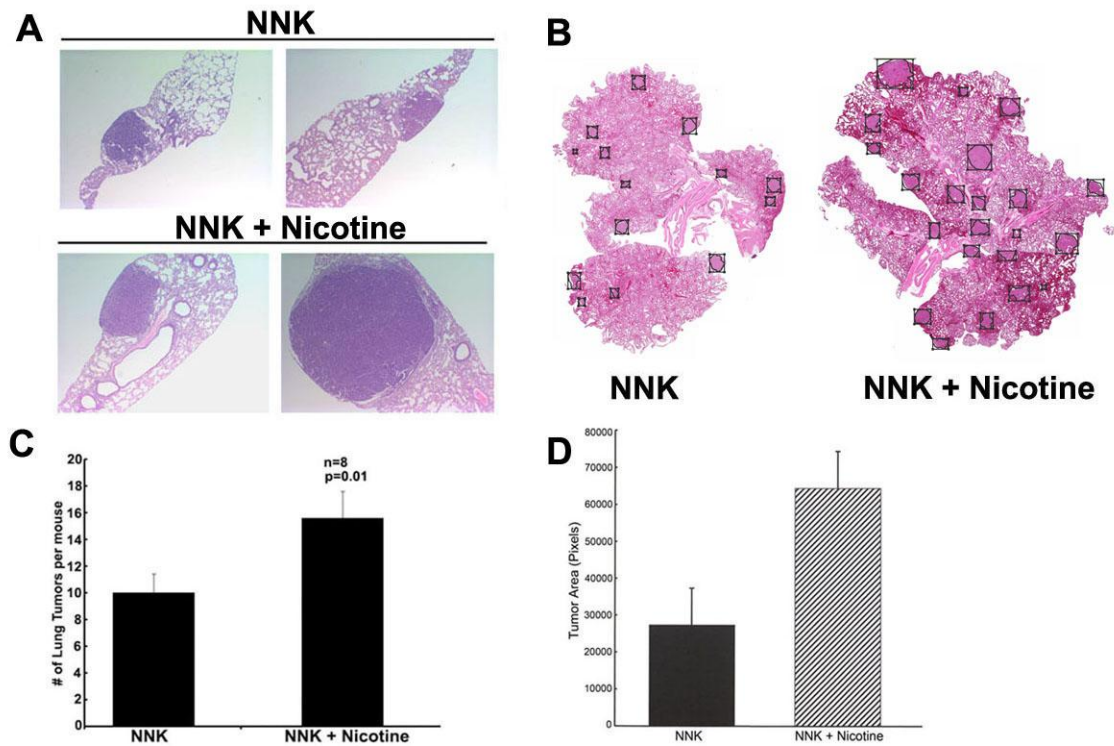 A
NNK
NNK + Nicotine
B
NNK
NNK + Nicotine
C
# of Lung Tumors per mouse
20
18
16
14
12
10
8
6
4
2
0
n=8
p=0.01
NNK
NNK + Nicotine
D
Tumor Area (Pixels)
80000
70000
60000
50000
40000
30000
20000
10000
0
NNK
NNK + Nicotine